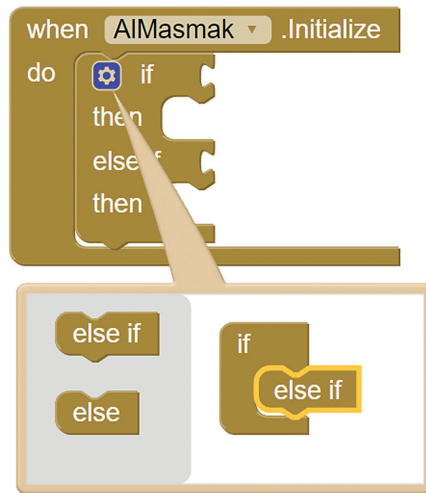 when AlMasmak .Initialize
do if
then
else if
then
else if if
else if
else